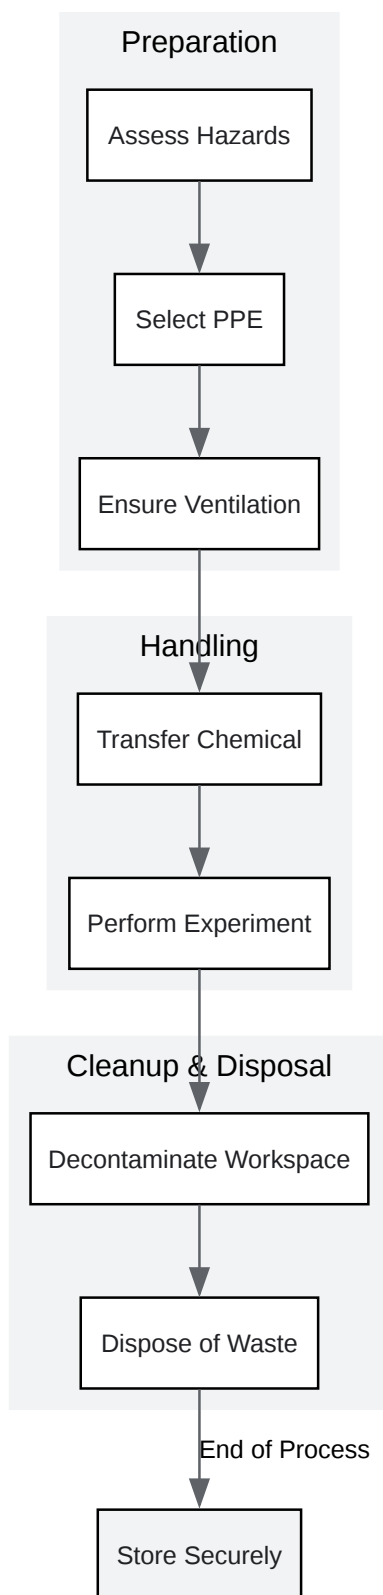 Preparation
Assess Hazards
Select PPE
Ensure Ventilation
Handling
Transfer Chemical
Perform Experiment
Cleanup & Disposal
Decontaminate Workspace
Dispose of Waste
End of Process
Store Securely